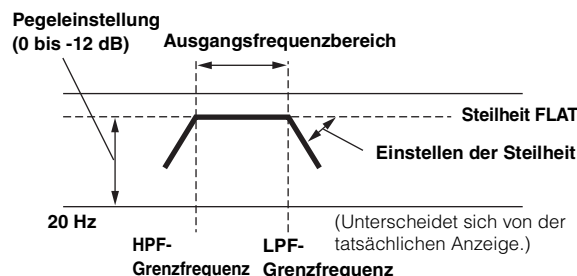 Pegeleinstellung
(0 bis -12 dB)
Ausgangsfrequenzbereich
Steilheit FLAT
Einstellen der Steilheit
20 Hz
(Unterscheidet sich von der
tatsächlichen Anzeige.)
HPF-
Grenzfrequenz
LPF-
Grenzfrequenz